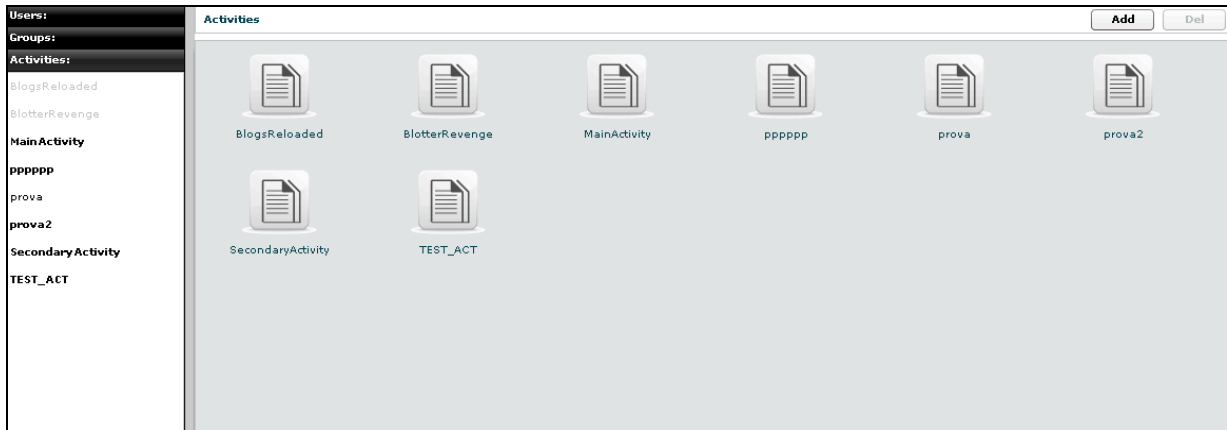 Users:
Groups:
Activities:
BlogsReloaded
BlotterRevenge
MainActivity
pppppp
prova
prova2
SecondaryActivity
TEST_ACT
Activities Add Del
BlogsReloaded BlotterRevenge MainActivity pppppp prova prova2
SecondaryActivity TEST_ACT